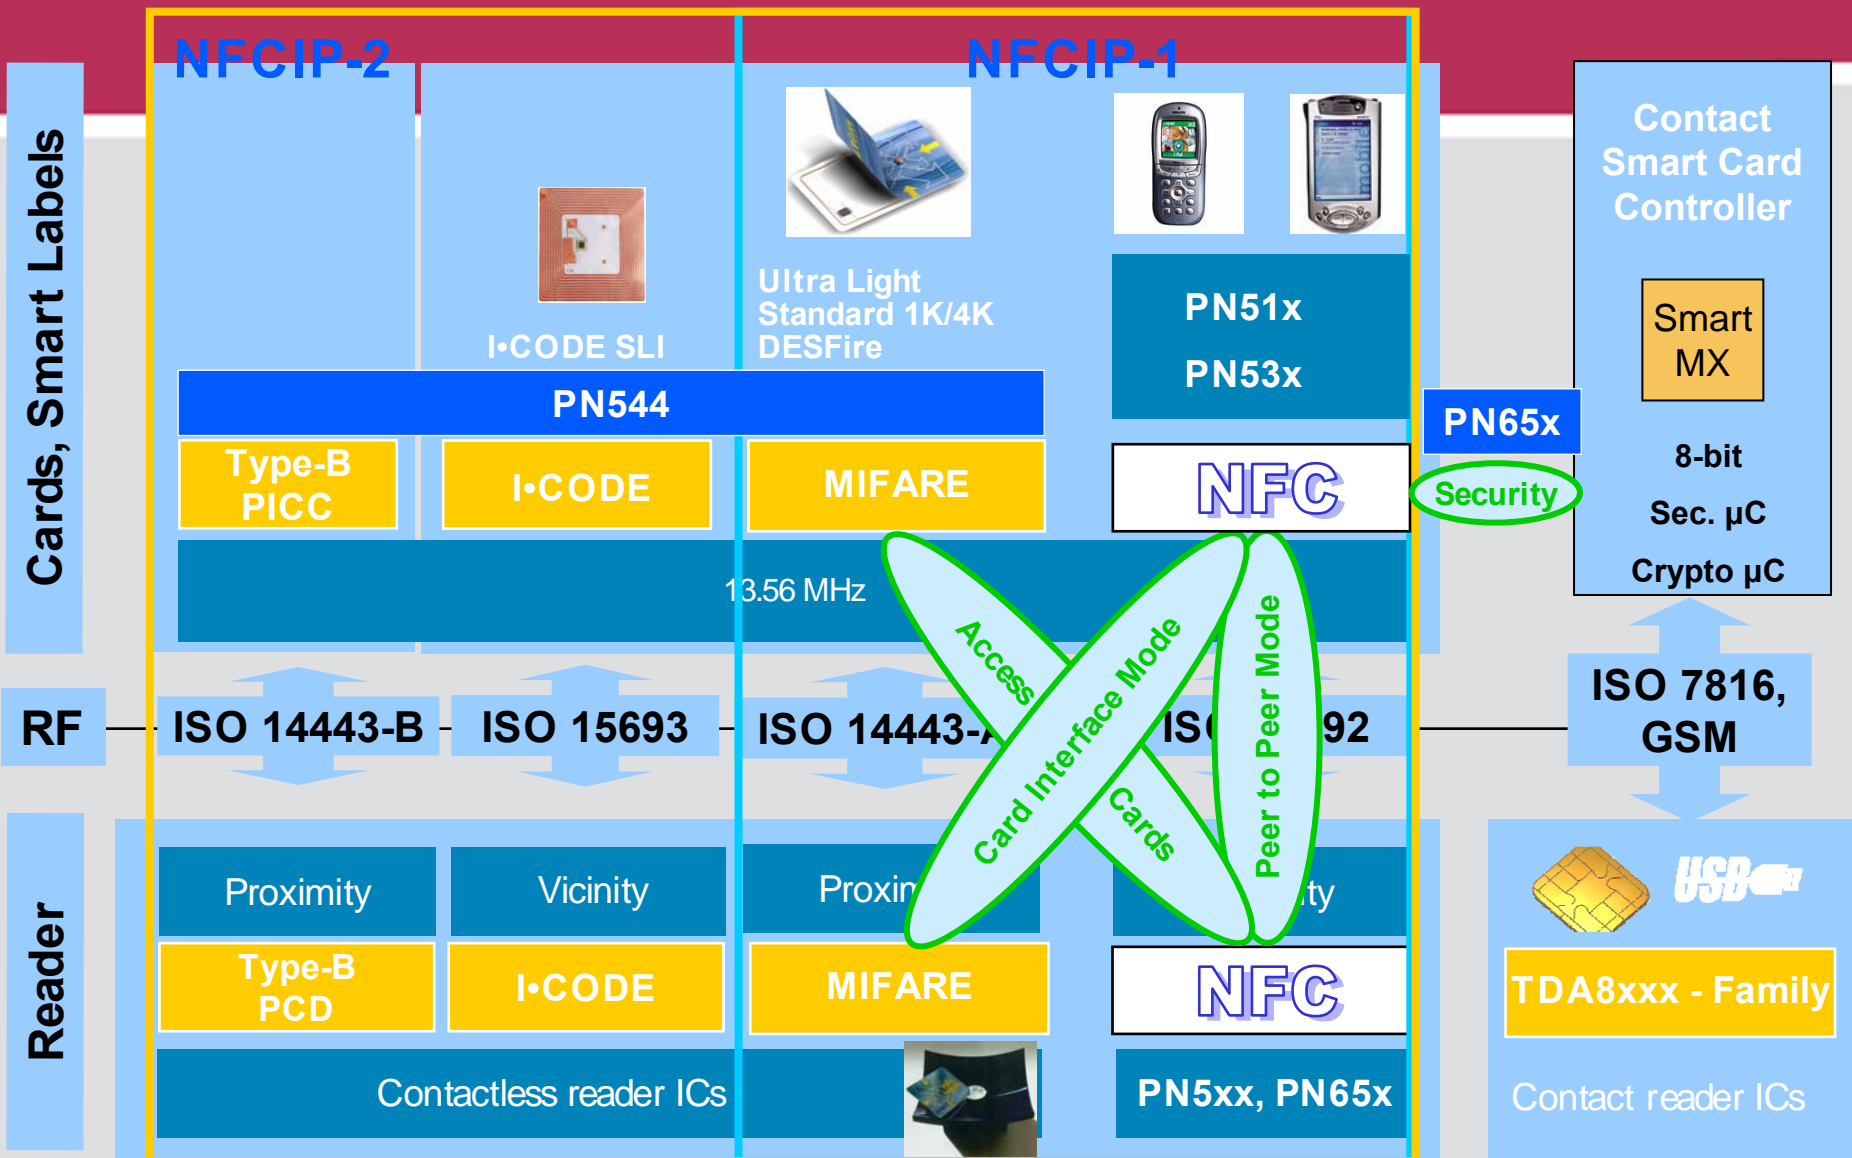 NFCIP-2
NFCIP-1
Cards, Smart Labels
I•CODE SLI
Ultra Light
Standard 1K/4K
DESFire
PN51x
PN53x
Contact
Smart Card
Controller
Smart
MX
8-bit
Sec. µC
Crypto µC
PN544
PN65x
Security
Type-B
PICC
I•CODE
MIFARE
NFC
13.56 MHz
Access
Cards
Card Interface Mode
Peer to Peer Mode
RF
ISO 14443-B
ISO 15693
ISO 14443-A
IS
92
ISO 7816,
GSM
Reader
Proximity
Vicinity
Proxim
ity
Type-B
PCD
I•CODE
MIFARE
NFC
USB
TDA8xxx - Family
Contactless reader ICs
PN5xx, PN65x
Contact reader ICs